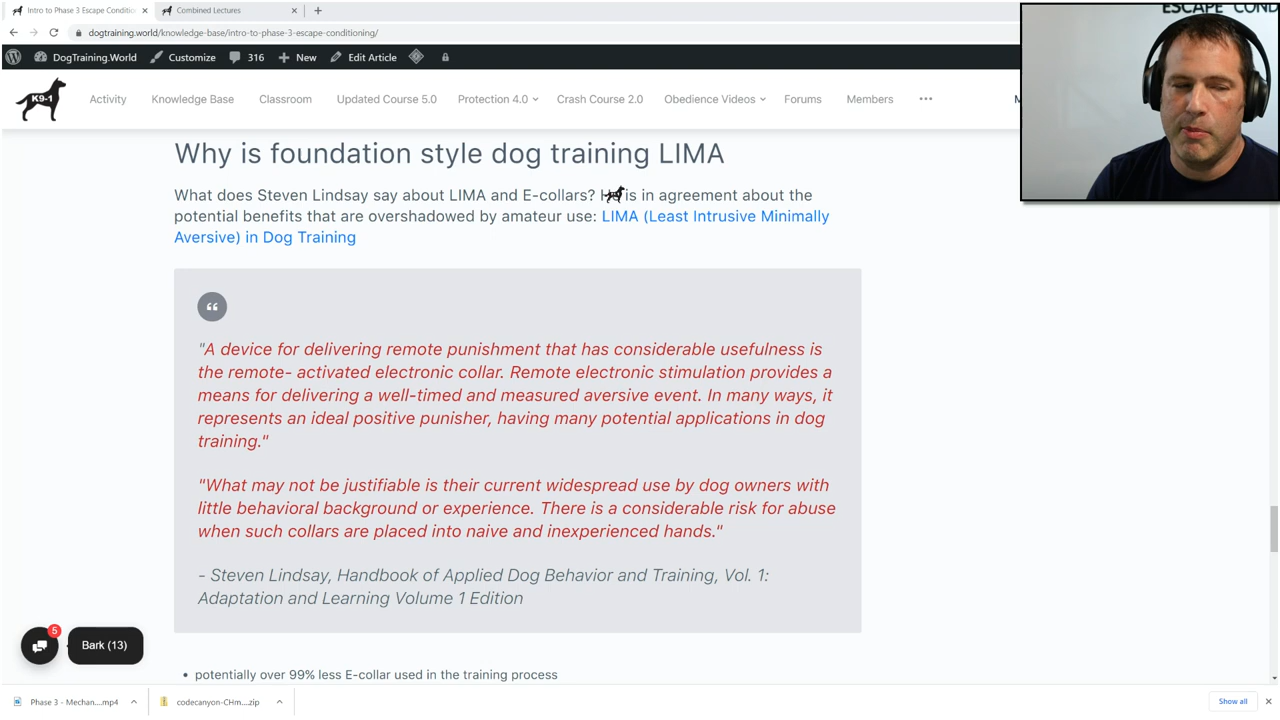 Intro to Phase 3 Escape Conditio
Combined Lectures
ESCAPE COND
dogtraining.world/knowledge-base/intro-to-phase-3-escape-conditioning/
DogTraining.World Customize 316 New Edit Article
K9-1
Activity Knowledge Base Classroom Updated Course 5.0 Protection 4.0 Crash Course 2.0 Obedience Videos Forums Members ••• M
Why is foundation style dog training LIMA
What does Steven Lindsay say about LIMA and E-collars? is in agreement about the
potential benefits that are overshadowed by amateur use: LIMA (Least Intrusive Minimally
Aversive) in Dog Training
"A device for delivering remote punishment that has considerable usefulness is
the remote- activated electronic collar. Remote electronic stimulation provides a
means for delivering a well-timed and measured aversive event. In many ways, it
represents an ideal positive punisher, having many potential applications in dog
training."
"What may not be justifiable is their current widespread use by dog owners with
little behavioral background or experience. There is a considerable risk for abuse
when such collars are placed into naive and inexperienced hands."
- Steven Lindsay, Handbook of Applied Dog Behavior and Training, Vol. 1:
Adaptation and Learning Volume 1 Edition
5
Bark (13)
• potentially over 99% less E-collar used in the training process
Phase 3 - Mechan....mp4 codecanyon-CHm....zip Show all